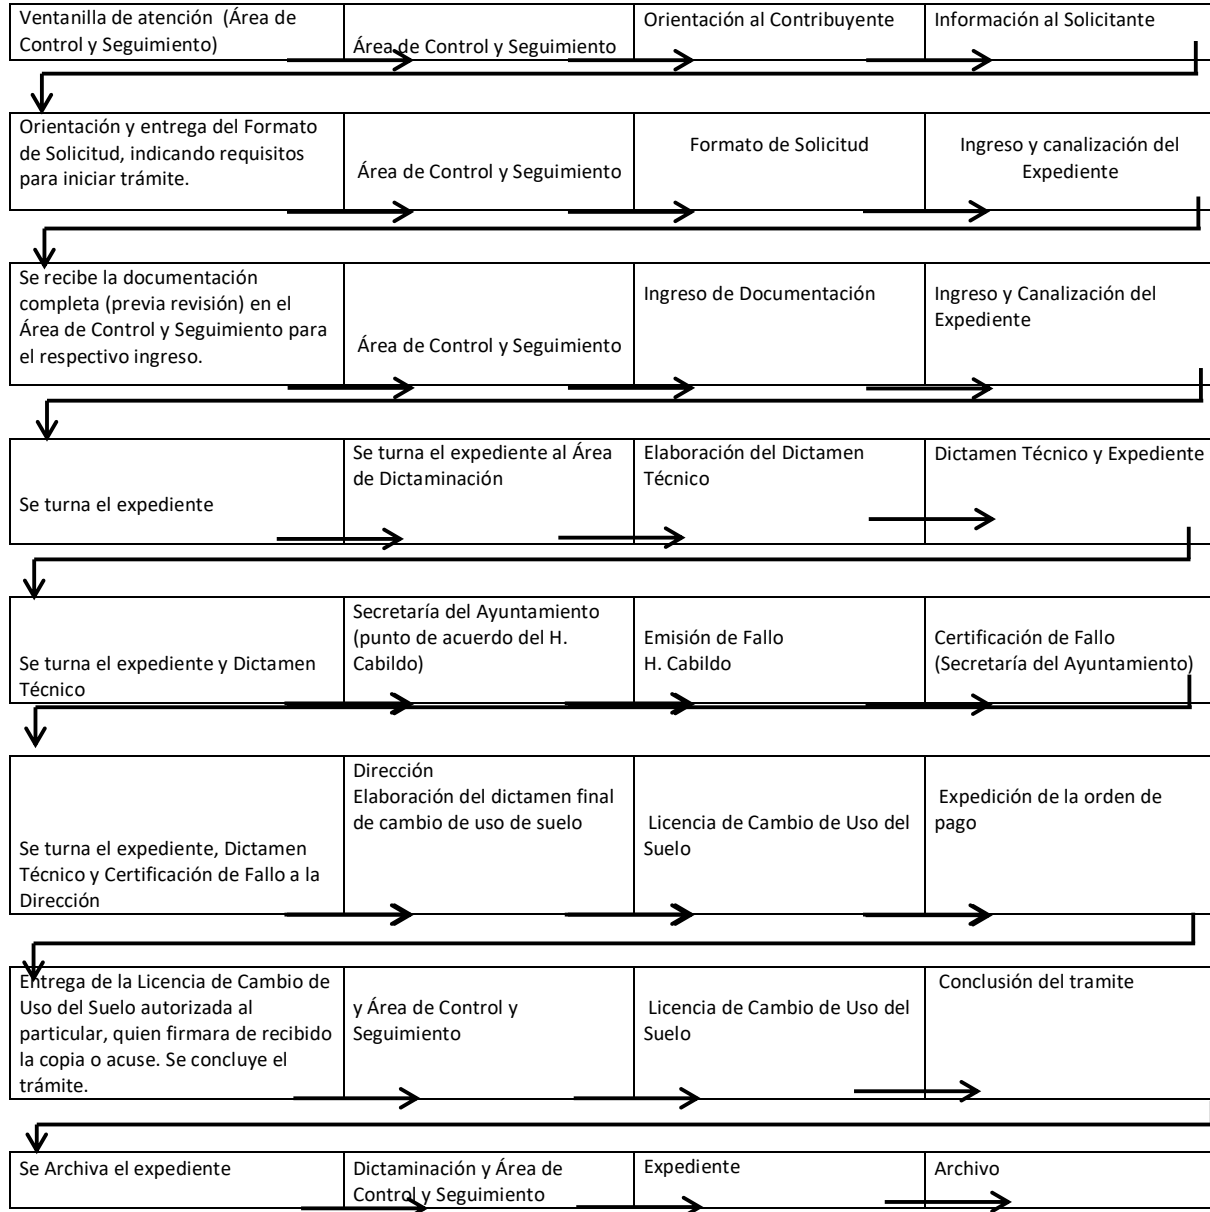 Ventanilla de atención (Área de
Control y Seguimiento)
Área de Control y Seguimiento
Orientación al Contribuyente
Información al Solicitante
Orientación y entrega del Formato
de Solicitud, indicando requisitos
para iniciar trámite.
Área de Control y Seguimiento
Formato de Solicitud
Ingreso y canalización del
Expediente
Se recibe la documentación
completa (previa revisión) en el
Área de Control y Seguimiento para
el respectivo ingreso.
Área de Control y Seguimiento
Ingreso de Documentación
Ingreso y Canalización del
Expediente
Se turna el expediente
Se turna el expediente al Área
de Dictaminación
Elaboración del Dictamen
Técnico
Dictamen Técnico y Expediente
Se turna el expediente y Dictamen
Técnico
Secretaría del Ayuntamiento
(punto de acuerdo del H.
Cabildo)
Emisión de Fallo
H. Cabildo
Certificación de Fallo
(Secretaría del Ayuntamiento)
Se turna el expediente, Dictamen
Técnico y Certificación de Fallo a la
Dirección
Dirección
Elaboración del dictamen final
de cambio de uso de suelo
Licencia de Cambio de Uso del
Suelo
Expedición de la orden de
pago
Entrega de la Licencia de Cambio de
Uso del Suelo autorizada al
particular, quien firmara de recibido
la copia o acuse. Se concluye el
trámite.
y Área de Control y
Seguimiento
Licencia de Cambio de Uso del
Suelo
Conclusión del tramite
Se Archiva el expediente
Dictaminación y Área de
Control y Seguimiento
Expediente
Archivo